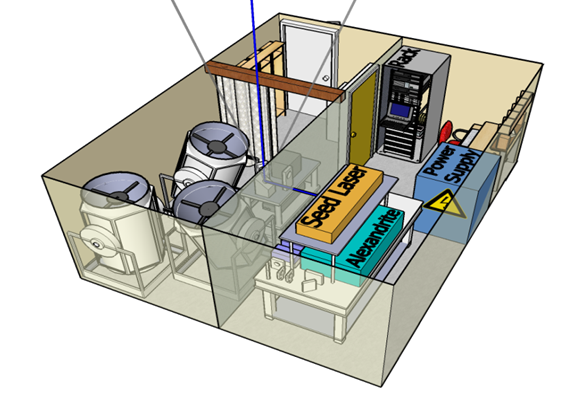 Rack
Power
Supply
Seed Laser
Alexandrite